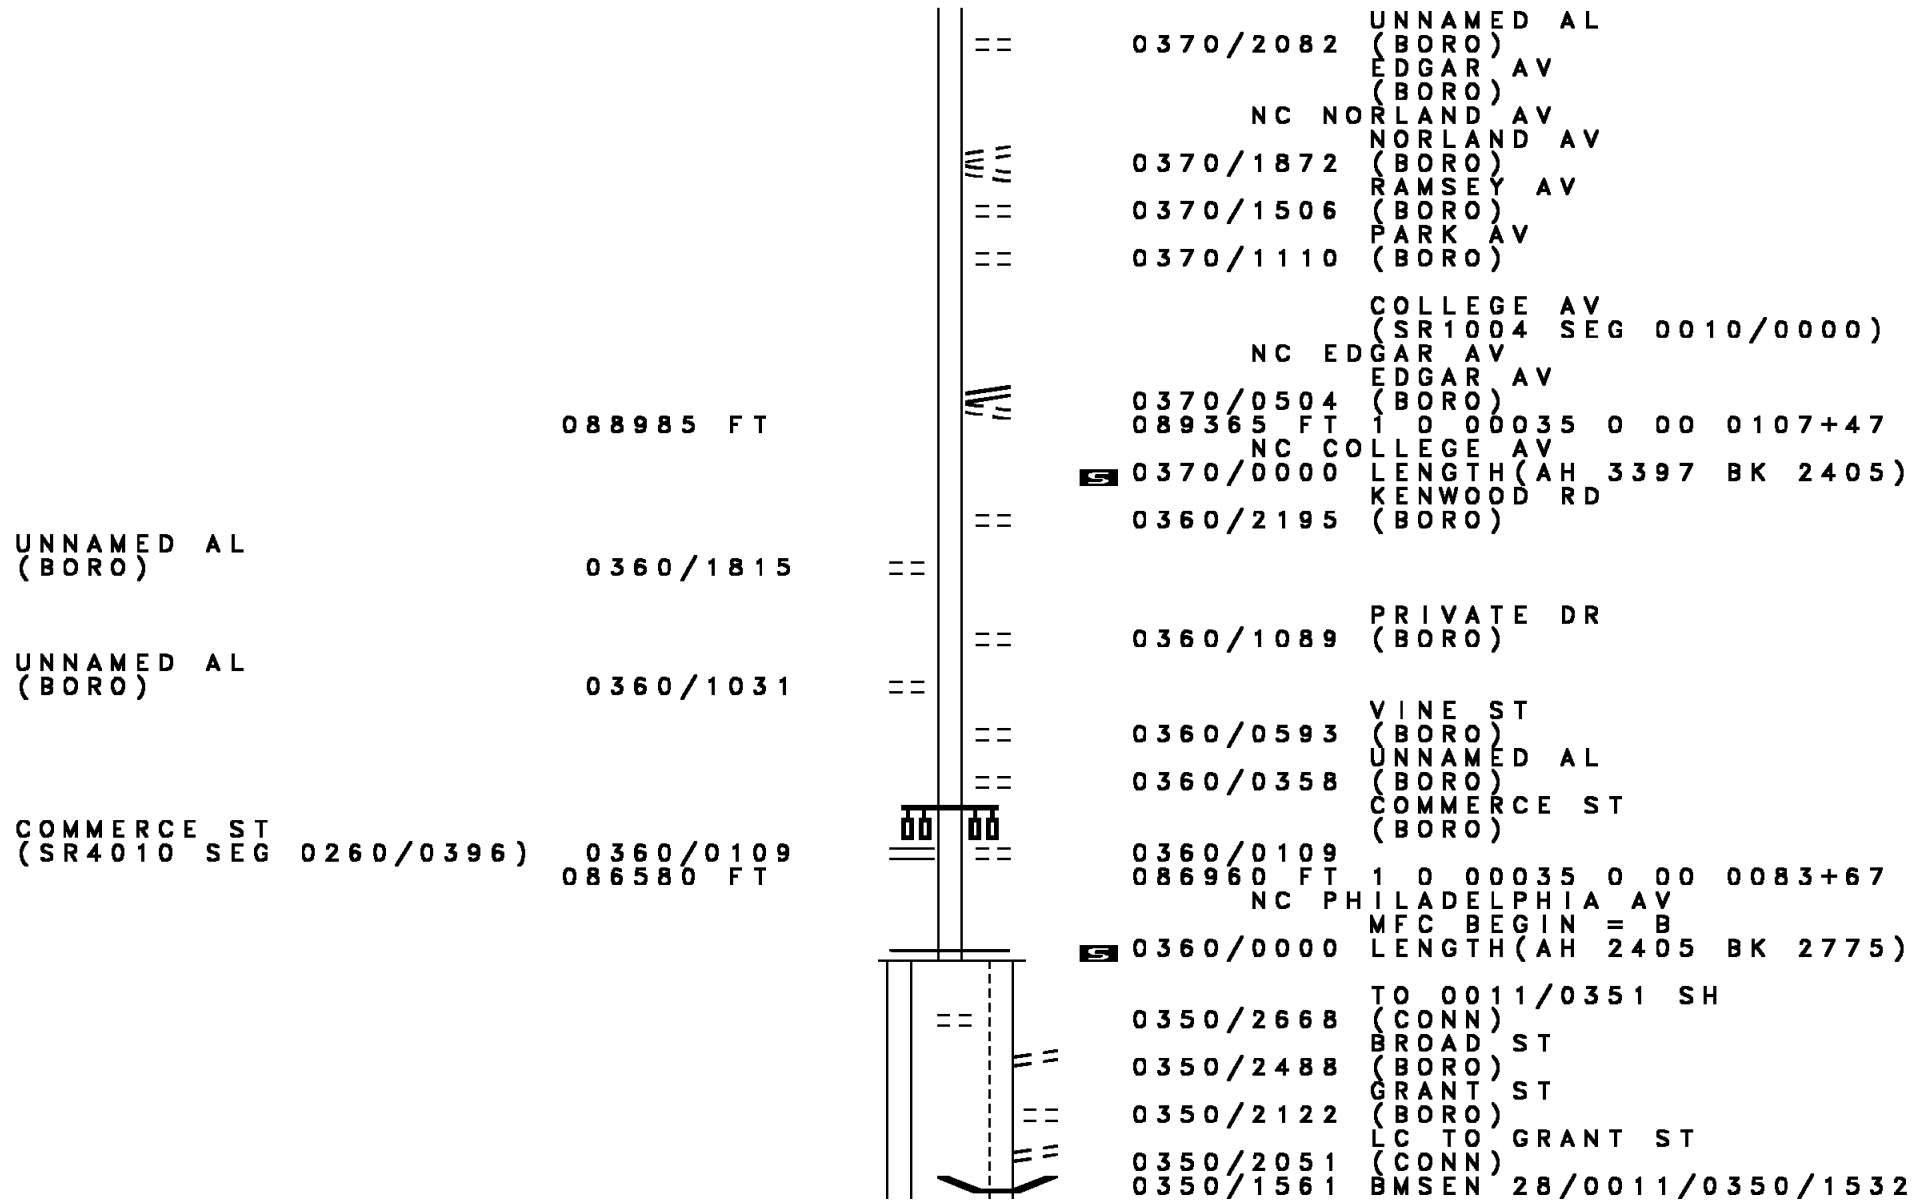 UNNAMED AL
0370/2082 (BORO)
EDGAR AV
(BORO)
NC NORLAND AV
NORLAND AV
0370/1872 (BORO)
RAMSEY AV
0370/1506 (BORO)
PARK AV
0370/1110 (BORO)
COLLEGE AV
(SR1004 SEG 0010/0000)
NC EDGAR AV
EDGAR AV
0370/0504 (BORO)
088985 FT 089365 FT 1 0 00035 0 00 0107+47
NC COLLEGE AV
S 0370/0000 LENGTH(AH 3397 BK 2405)
KENWOOD RD
0360/2195 (BORO)
UNNAMED AL
(BORO) 0360/1815
PRIVATE DR
0360/1089 (BORO)
UNNAMED AL
(BORO) 0360/1031
VINE ST
0360/0593 (BORO)
UNNAMED AL
0360/0358 (BORO)
COMMERCE ST
COMMERCE ST (BORO)
(SR4010 SEG 0260/0396) 0360/0109 0360/0109
086580 FT 086960 FT 1 0 00035 0 00 0083+67
NC PHILADELPHIA AV
MFC BEGIN = B
S 0360/0000 LENGTH(AH 2405 BK 2775)
TO 0011/0351 SH
0350/2668 (CONN)
BROAD ST
0350/2488 (BORO)
GRANT ST
0350/2122 (BORO)
LC TO GRANT ST
0350/2051 (CONN)
0350/1561 BMSEN 28/0011/0350/1532